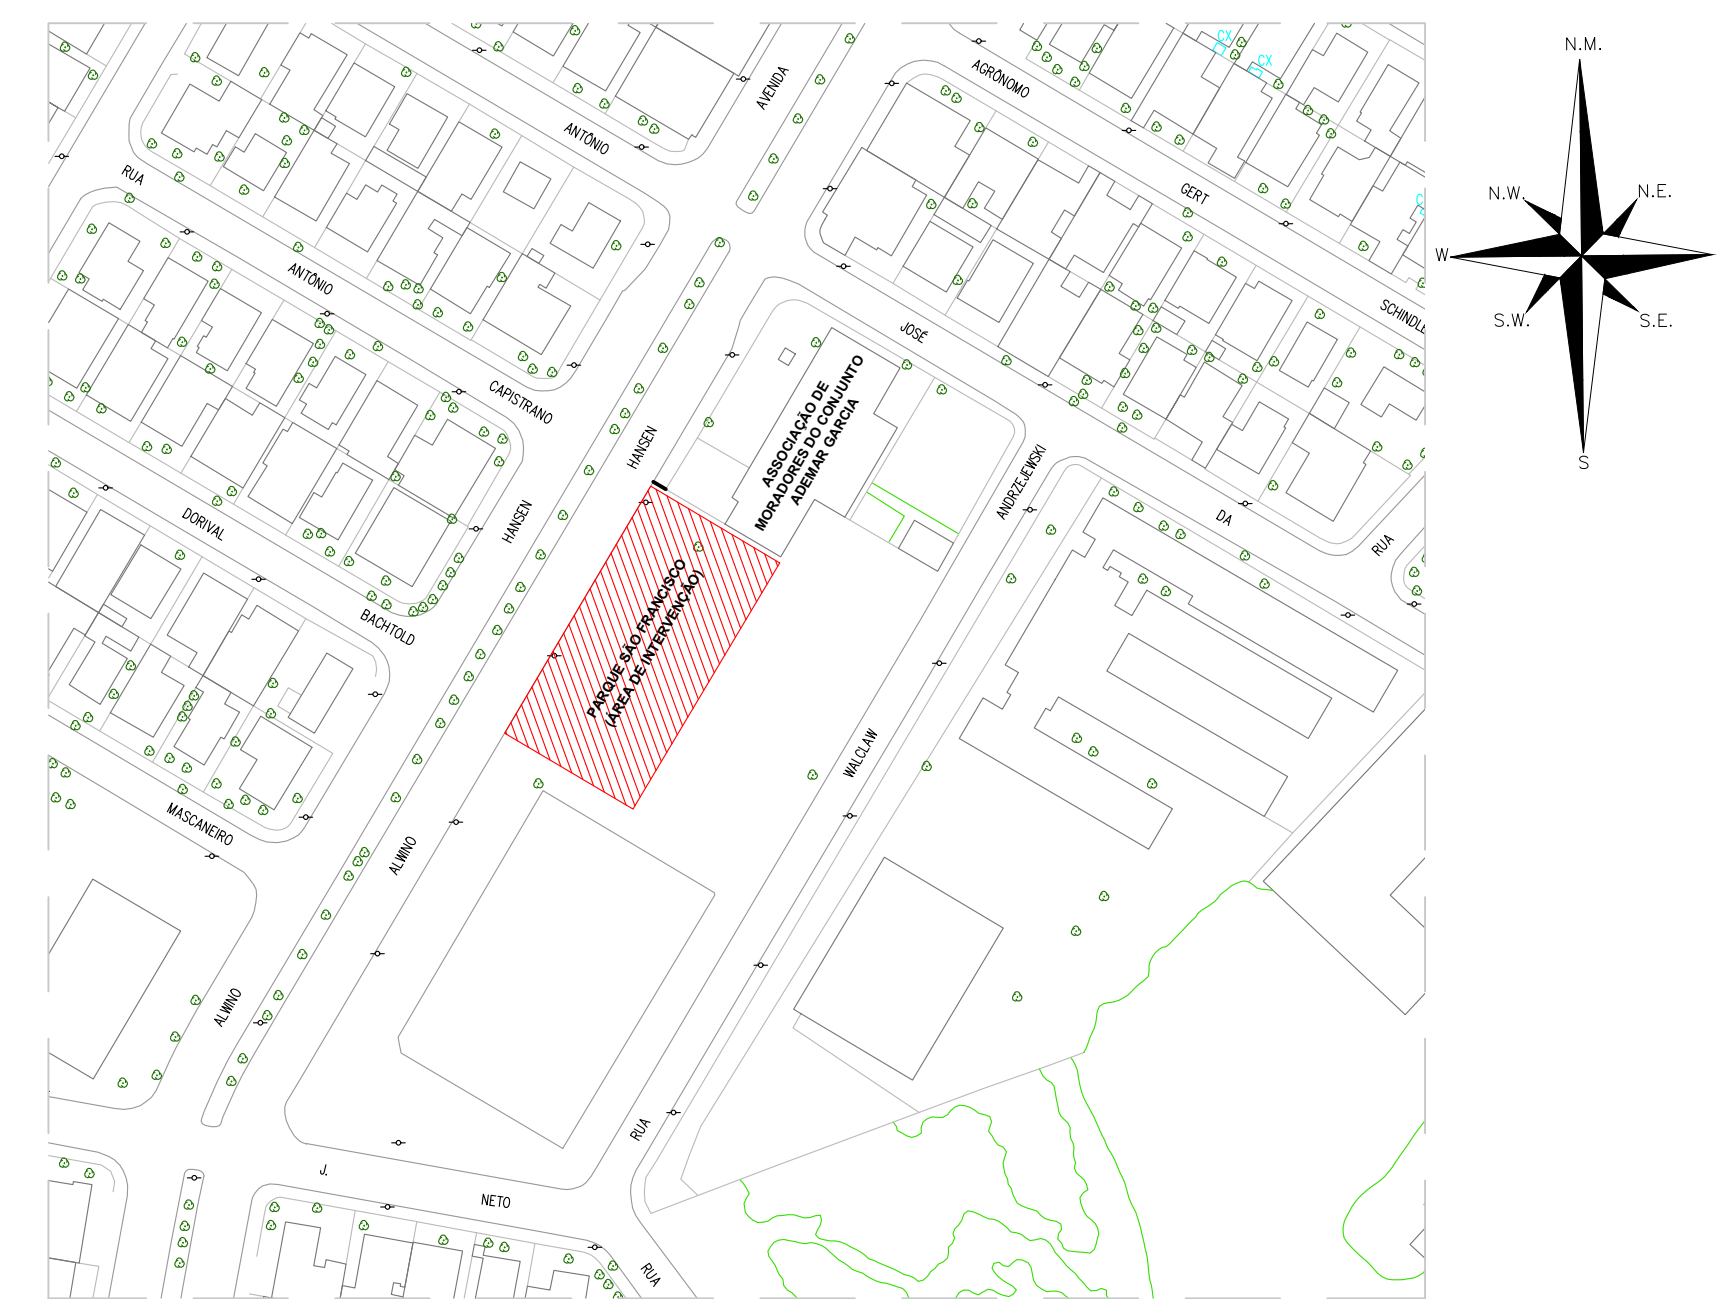 N.M.
CX
CX
AGRÔNOMO
AVENIDA
ANTÔNIO
RUA
GERT
N.W.
N.E.
W
ANTÔNIO
SCHINDLE
S.W.
S.E.
JOSÉ
CAPISTRANO
HANSEN
ASSOCIAÇÃO DE
MORADORES DO CONJUNTO
ADEMAR GARCIA
S
ANDRZEJEWSKI
HANSEN
DORIVAL
DA
RUA
BACHTOLD
PARQUE SÃO FRANCISCO
(ÁREA DE INTERVENÇÃO)
WALCLAW
MASCANEIRO
ALWINO
ALWINO
RUA
J.
NETO
RUA